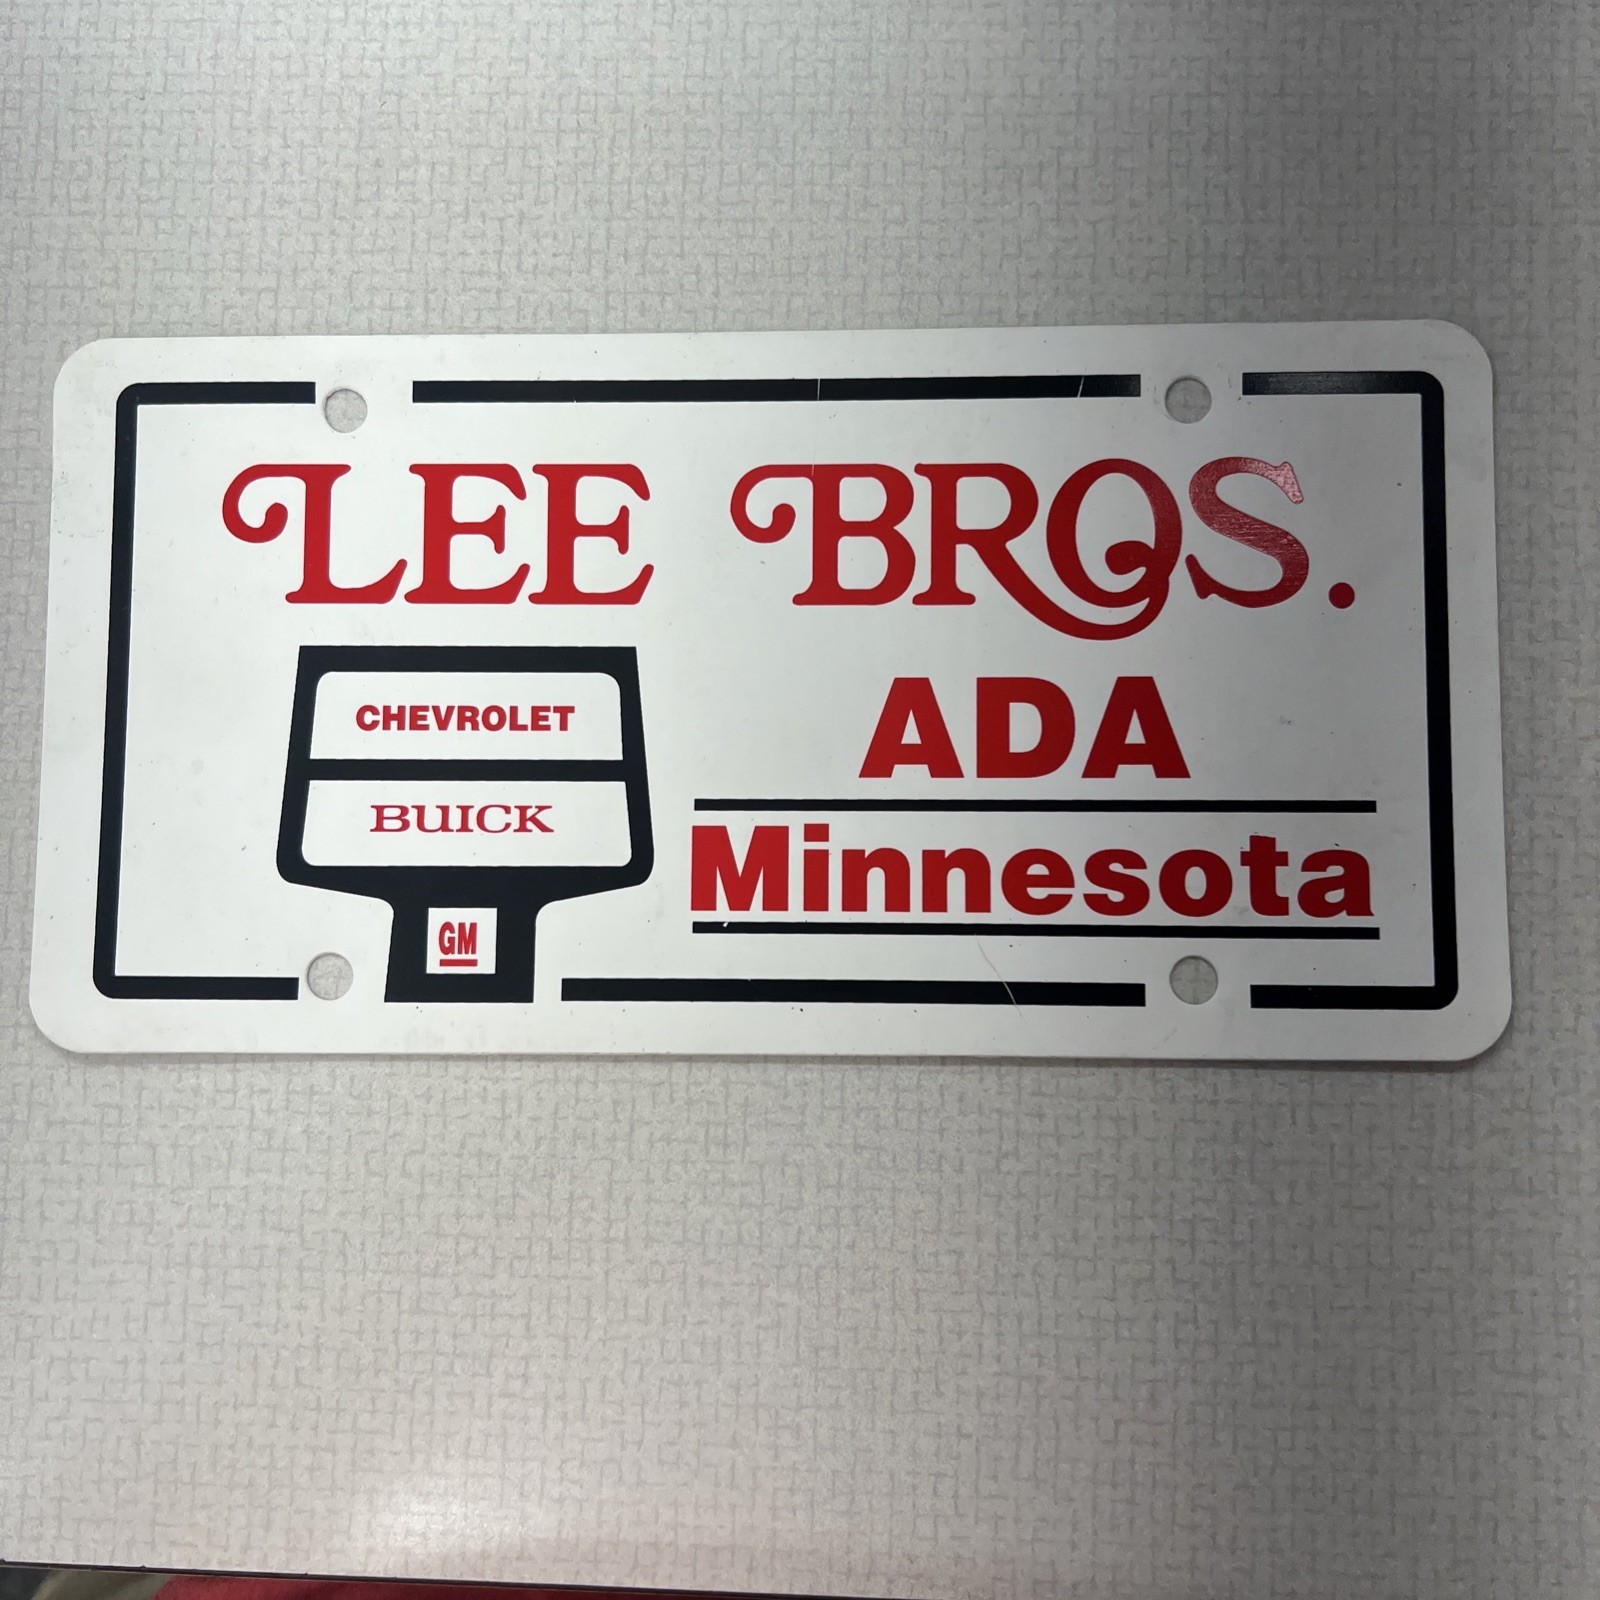 LEE BROS.
CHEVROLET
BUICK
GM
ADA
Minnesota